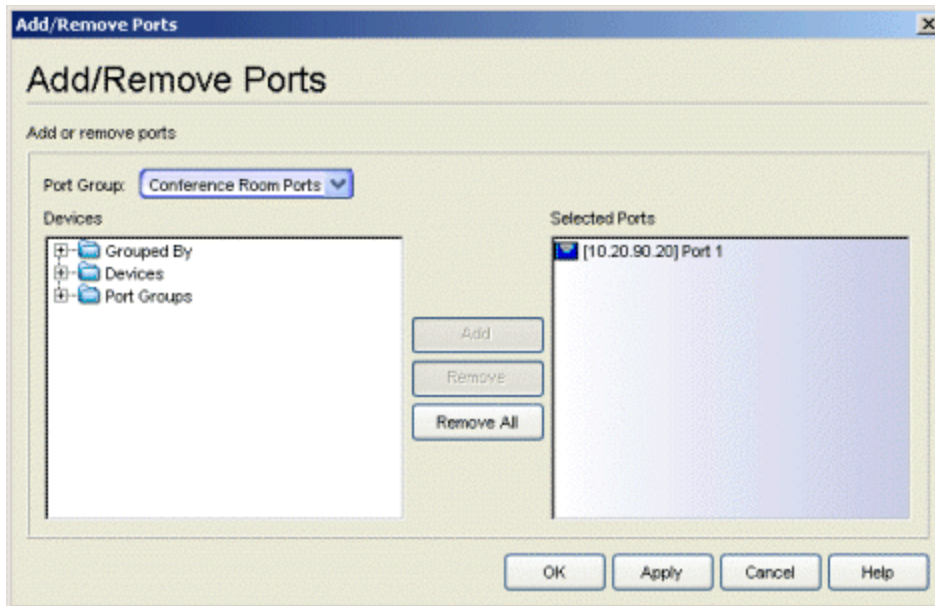 Add/Remove Ports
Add/Remove Ports
Add or remove ports
Port Group: Conference Room Ports
Devices
Selected Ports
Grouped By
Devices
Port Groups
[10.20.90.20] Port 1
Add
Remove
Remove All
OK Apply Cancel Help